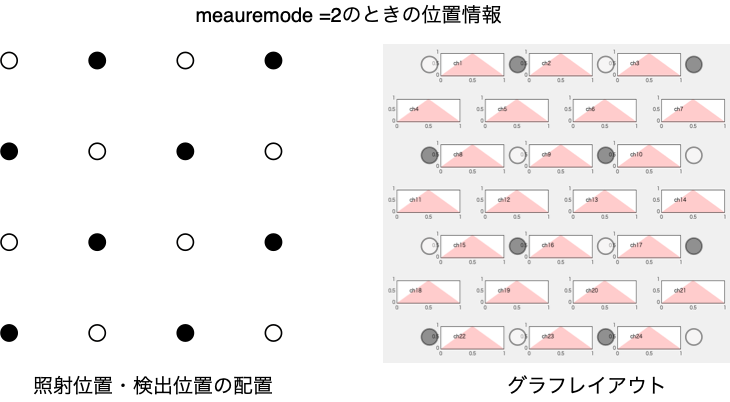 meauremode =2のときの位置情報
ch1 ch2 ch3
ch4 ch5 ch6 ch7
ch8 ch9 ch10
ch11 ch12 ch13 ch14
ch15 ch16 ch17
ch18 ch19 ch20 ch21
ch22 ch23 ch24
照射位置・検出位置の配置
グラフレイアウト